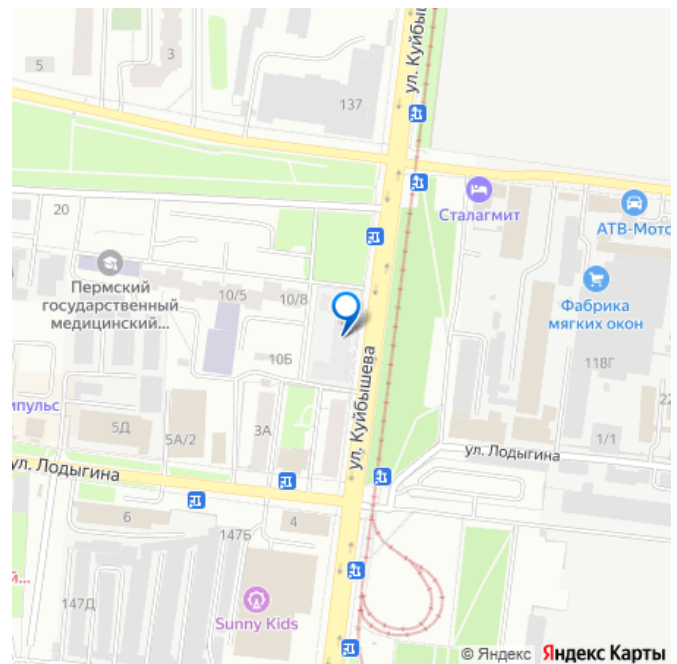 ул. Куйбы
3
5
137
20
Сталагмит
АТВ-Мото
Пермский
государственный
медицинский...
10/5
10/8
Фабрика
мягких окон
10Б
118Г
ул. Куйбышева
ипульс
5Д
5А/2
3А
22
1/1
ул. Лодыгина
ул. Лодыгина
6
4
147Б
й...
147Д
Sunny Kids
© Яндекс Яндекс Карты